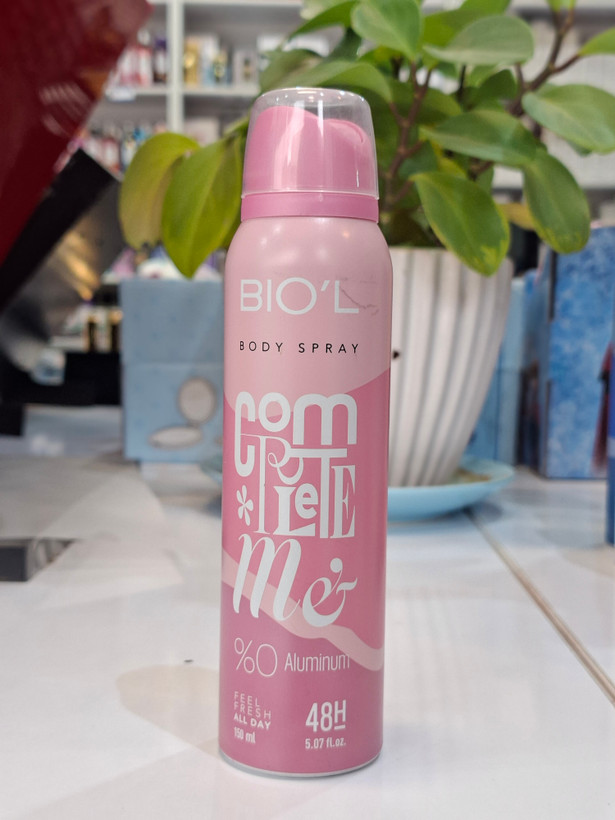 BIO'L
BODY SPRAY
COM
PLETE
Me
%0 Aluminum
FEEL
FRESH
ALL DAY
150 ml
48H
5.07 fl.oz.